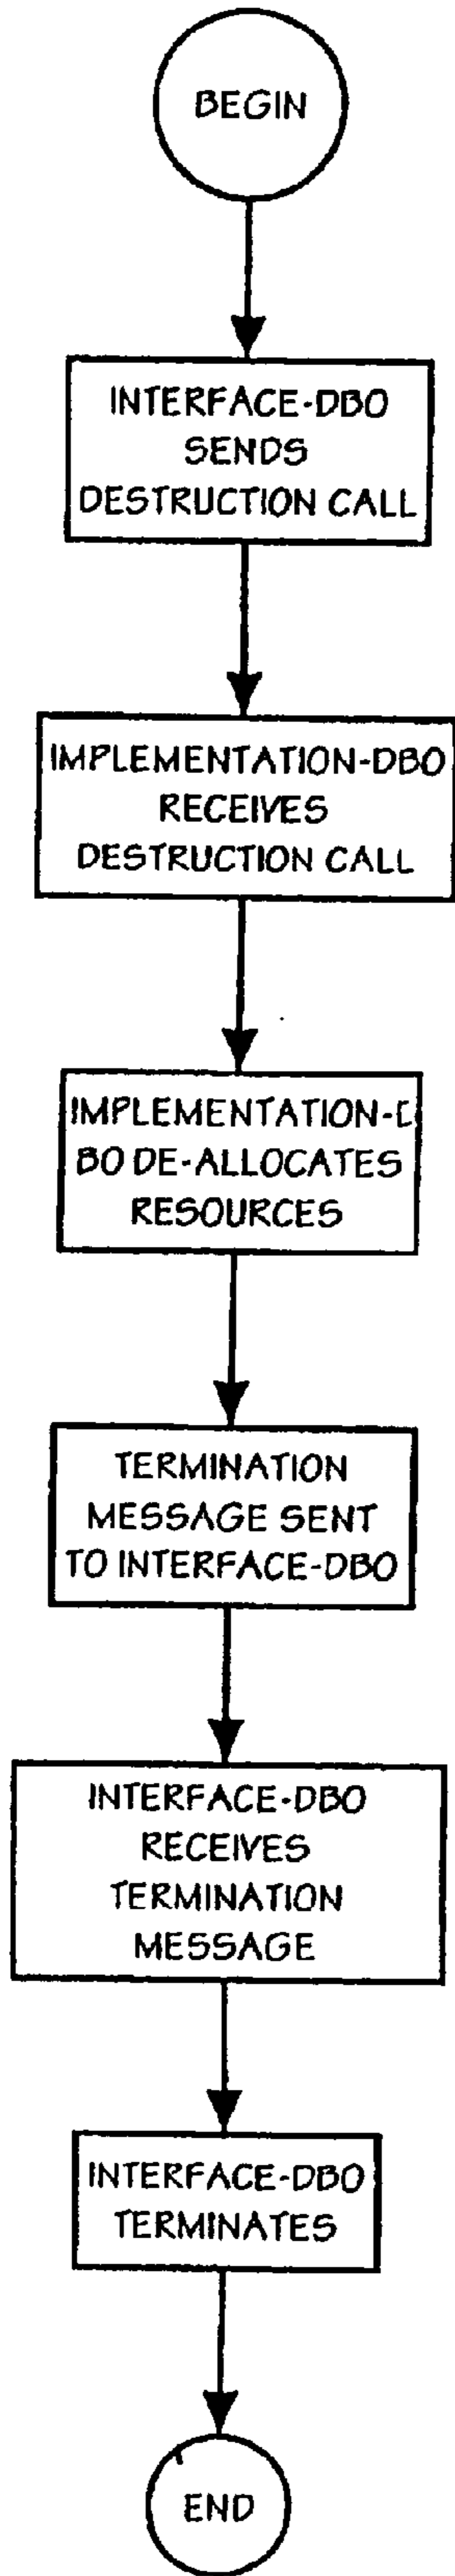 BEGIN
INTERFACE-DBO
SENDS
DESTRUCTION CALL
IMPLEMENTATION-DBO
RECEIVES
DESTRUCTION CALL
IMPLEMENTATION-D
BO DE-ALLOCATES
RESOURCES
TERMINATION
MESSAGE SENT
TO INTERFACE-DBO
INTERFACE-DBO
RECEIVES
TERMINATION
MESSAGE
INTERFACE-DBO
TERMINATES
END